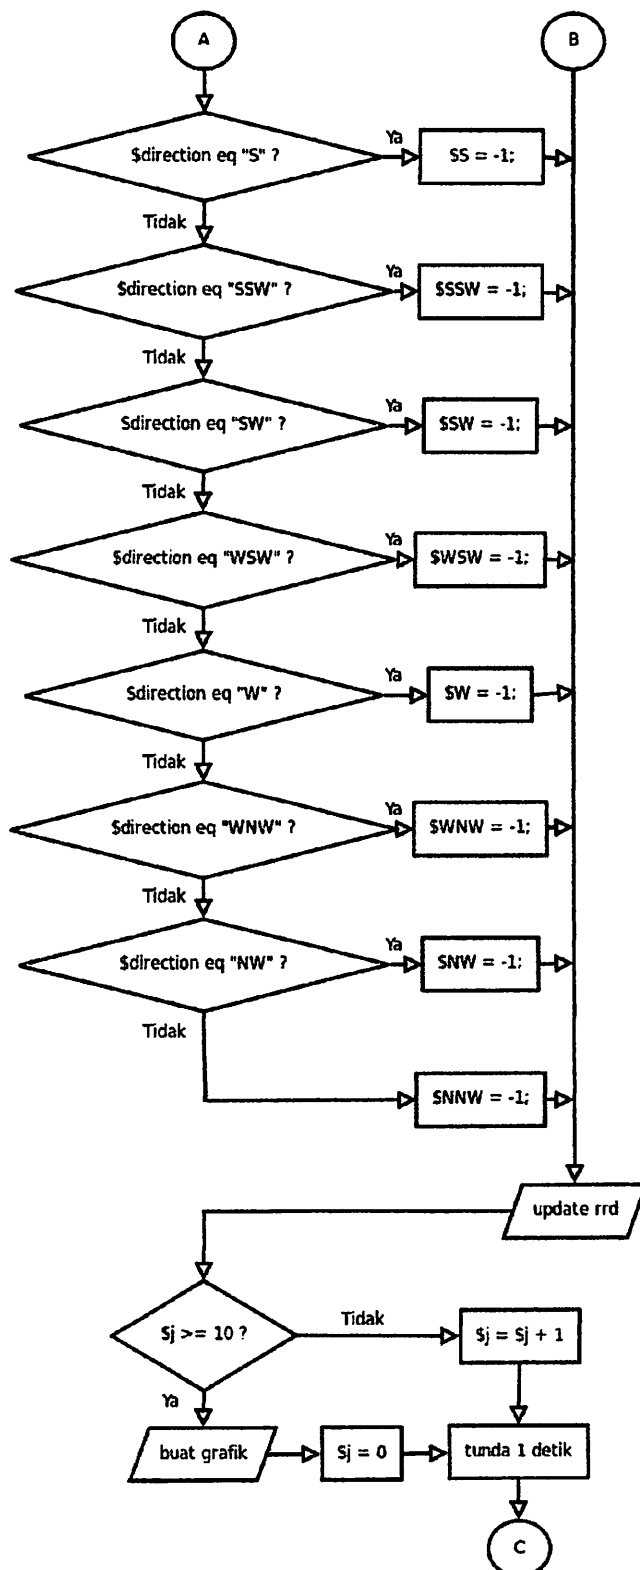 A
B
$direction eq "S" ?
Ya
$S = -1;
Tidak
$direction eq "SSW" ?
Ya
$SSW = -1;
Tidak
$direction eq "SW" ?
Ya
$SW = -1;
Tidak
$direction eq "WSW" ?
Ya
$WSW = -1;
Tidak
$direction eq "W" ?
Ya
$W = -1;
Tidak
$direction eq "WNW" ?
Ya
$WNW = -1;
Tidak
$direction eq "NW" ?
Ya
$NW = -1;
Tidak
$NNW = -1;
update rrd
$j >= 10 ?
Tidak
$j = $j + 1
Ya
buat grafik
$j = 0
tunda 1 detik
C